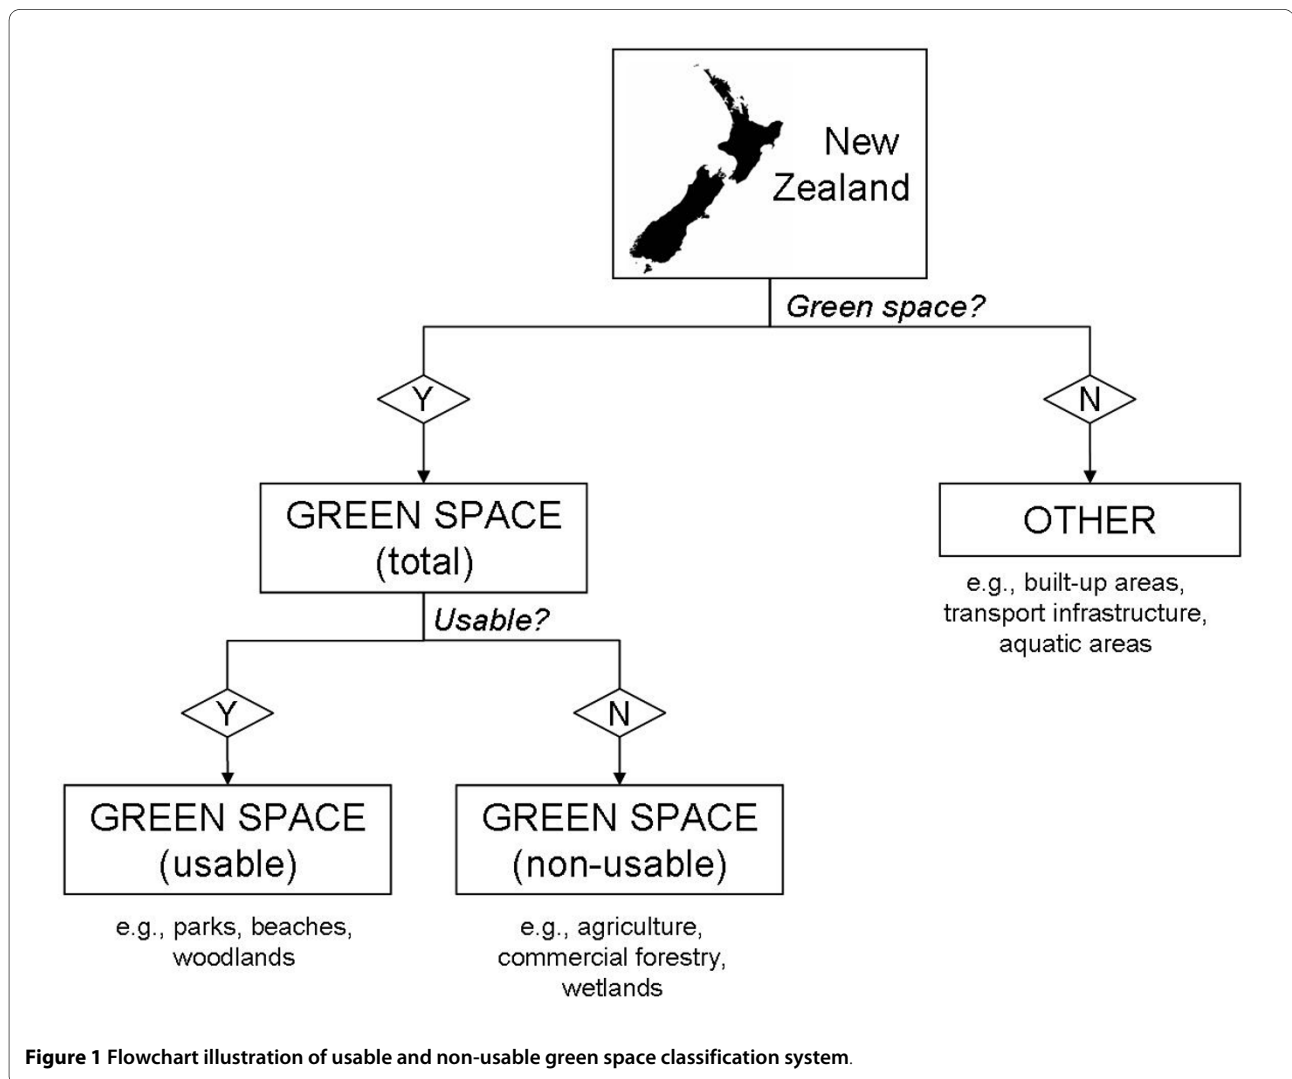 New
Zealand
Green space?
Y
N
GREEN SPACE
(total)
OTHER
e.g., built-up areas,
transport infrastructure,
aquatic areas
Usable?
Y
N
GREEN SPACE
(usable)
GREEN SPACE
(non-usable)
e.g., parks, beaches,
woodlands
e.g., agriculture,
commercial forestry,
wetlands
Figure 1 Flowchart illustration of usable and non-usable green space classification system.